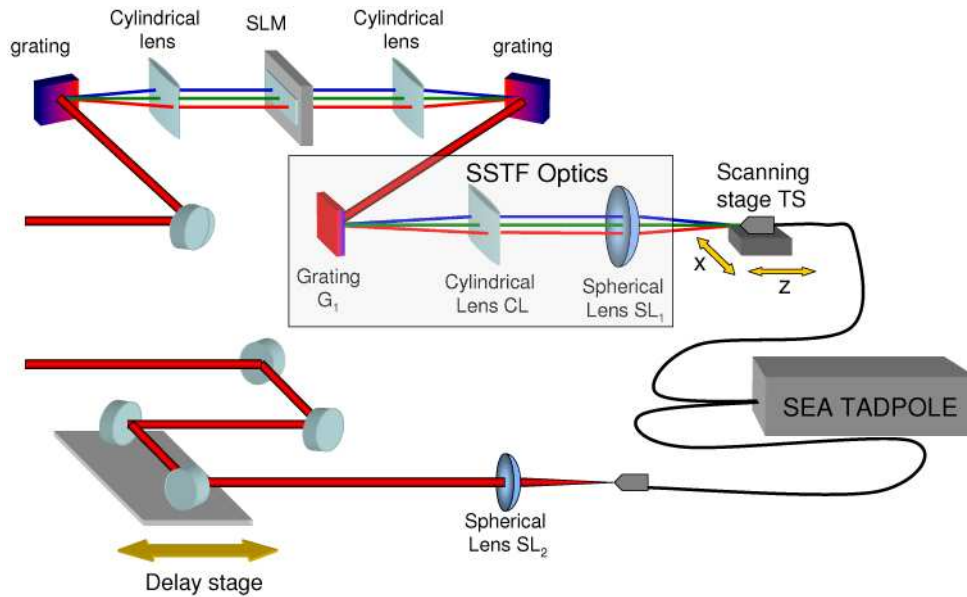 grating
Cylindrical
lens
SLM
Cylindrical
lens
grating
SSTF Optics
Scanning
stage TS
Grating
G₁
Cylindrical
Lens CL
Spherical
Lens SL₁
x
z
SEA TADPOLE
Spherical
Lens SL₂
Delay stage